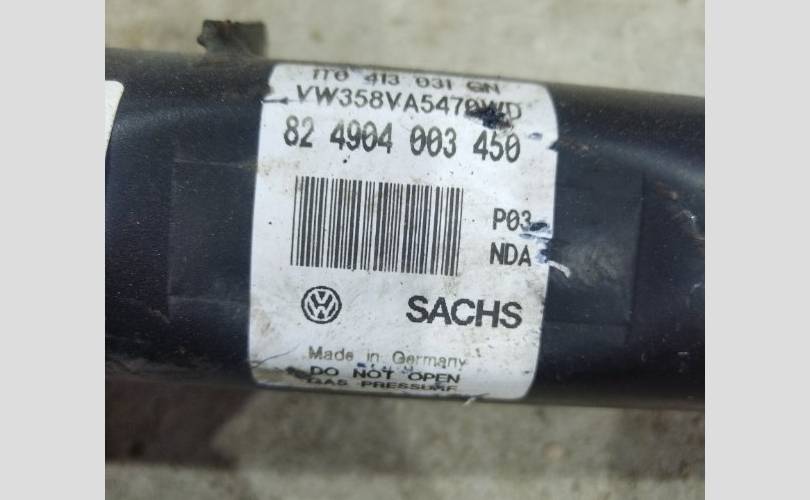 1T0 413 031 GN
VW358VA5470WD
82 4904 003 450
P03
NDA
SACHS
Made in Germany
DO NOT OPEN
GAS PRESSURE